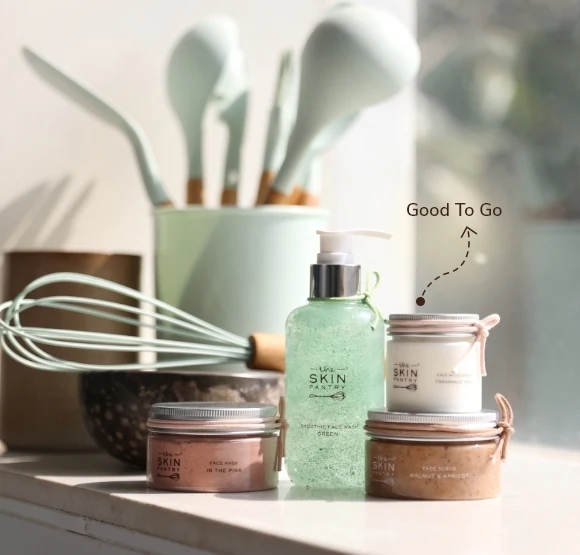 Good To Go
the
SKIN
PANTRY
SMOOTHIE FACE WASH
GREEN
the
SKIN
PANTRY
FACE
the
SKIN
PANTRY
FACE MASK
IN THE PINK
the
SKIN
PANTRY
FACE SCRUB
WALNUT & APRICOT